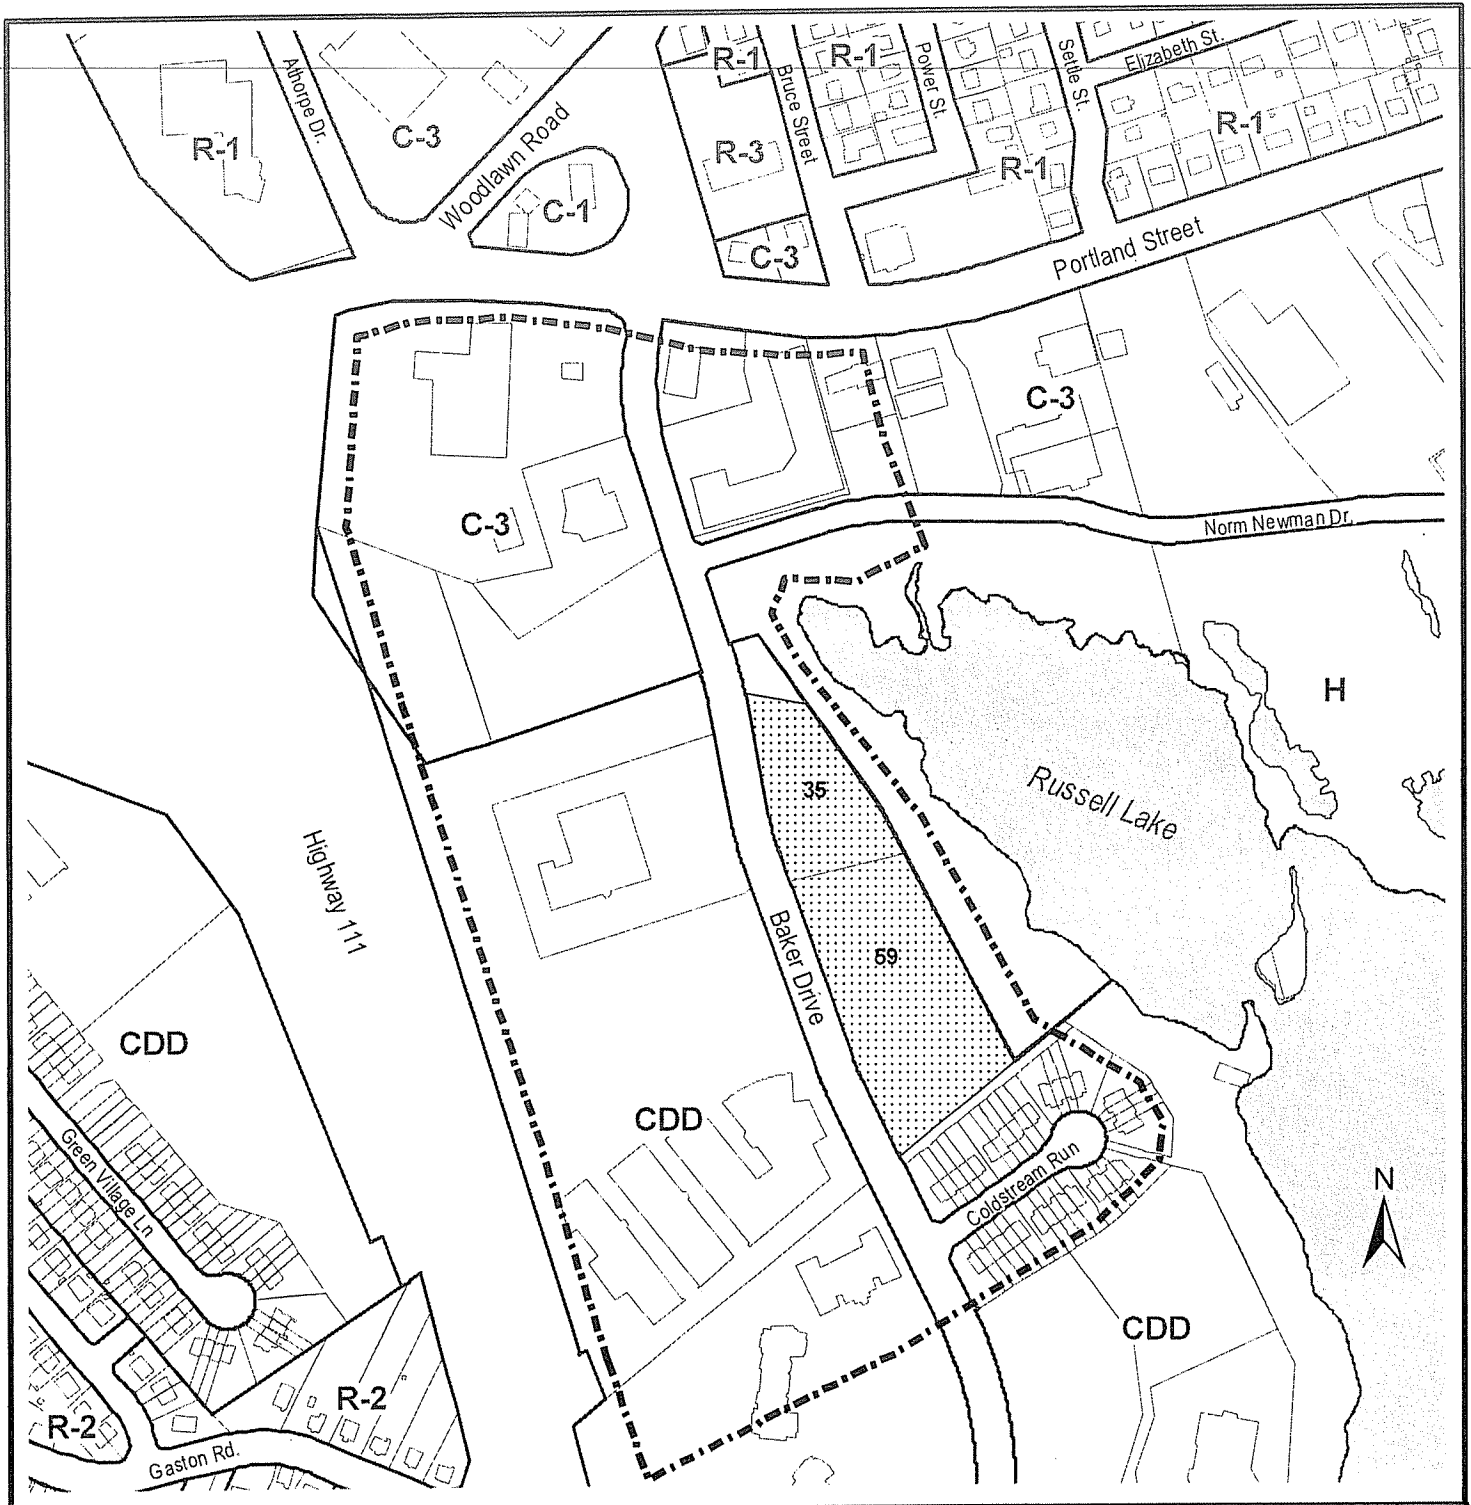 R-1
R-1
Elizabeth St.
Settle St.
Power St.
Bruce Street
Athorpe Dr.
R-1
C-3
R-3
R-1
R-1
Woodlawn Road
C-1
C-3
Portland Street
C-3
C-3
Norm Newman Dr.
H
Russell Lake
35
Highway 111
Baker Drive
59
CDD
CDD
Green Village Ln
Coldstream Run
N
CDD
R-2
R-2
Gaston Rd.